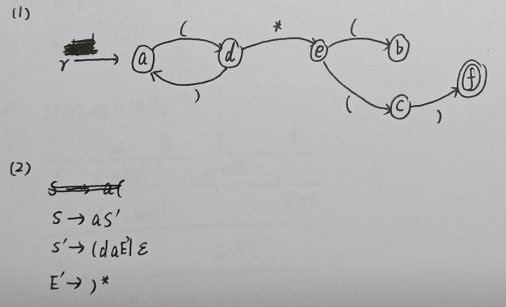 (1)
r a ( d ) * e ( b ( c ) f
(2)
S → a(
S → aS'
S' → (daE')ε
E' → )*